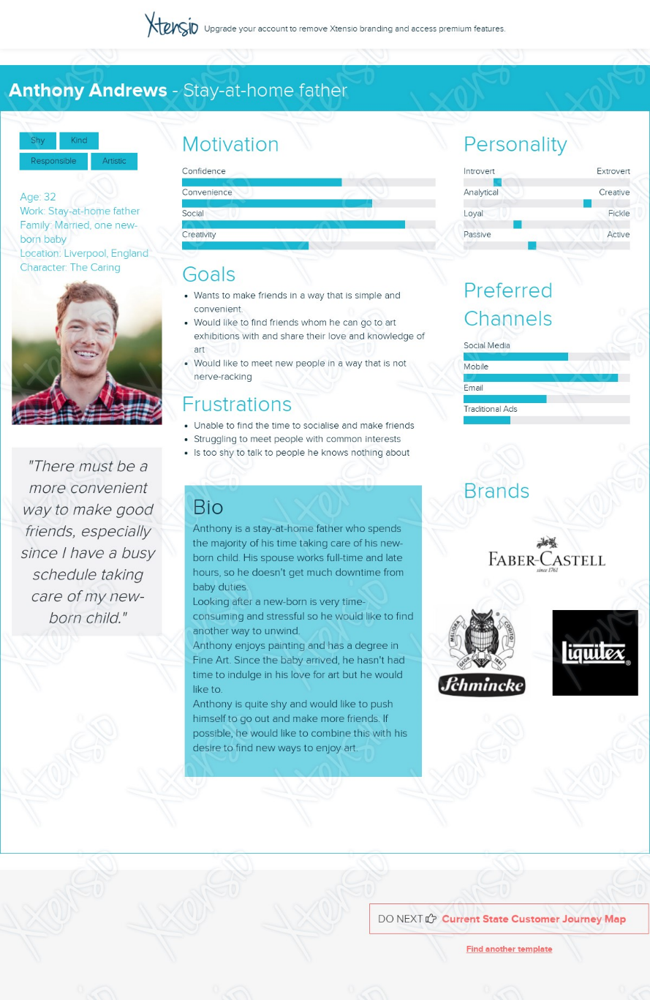 Xtensio Upgrade your account to remove Xtensio branding and access premium features.
Anthony Andrews - Stay-at-home father
Shy Kind
Responsible Artistic
Age: 32
Work: Stay-at-home father
Family: Married, one new-
born baby
Location: Liverpool, England
Character: The Caring
"There must be a
more convenient
way to make good
friends, especially
since I have a busy
schedule taking
care of my new-
born child."
Motivation
Confidence
Convenience
Social
Creativity
Goals
Wants to make friends in a way that is simple and
convenient.
Would like to find friends whom he can go to art
exhibitions with and share their love and knowledge of
art
Would like to meet new people in a way that is not
nerve-racking
Frustrations
Unable to find the time to socialise and make friends
Struggling to meet people with common interests
Is too shy to talk to people he knows nothing about
Bio
Anthony is a stay-at-home father who spends
the majority of his time taking care of his new-
born child. His spouse works full-time and late
hours, so he doesn't get much downtime from
baby duties.
Looking after a new-born is very time-
consuming and stressful so he would like to find
another way to unwind.
Anthony enjoys painting and has a degree in
Fine Art. Since the baby arrived, he hasn't had
time to indulge in his love for art but he would
like to.
Anthony is quite shy and would like to push
himself to go out and make more friends. If
possible, he would like to combine this with his
desire to find new ways to enjoy art.
Personality
Introvert Extrovert
Analytical Creative
Loyal Fickle
Passive Active
Preferred
Channels
Social Media
Mobile
Email
Traditional Ads
Brands
FABER-CASTELL
since 1761
MELIORA COGITO
GEGR. 1881
Schmincke ®
Liquitex ®
DO NEXT Current State Customer Journey Map
Find another template